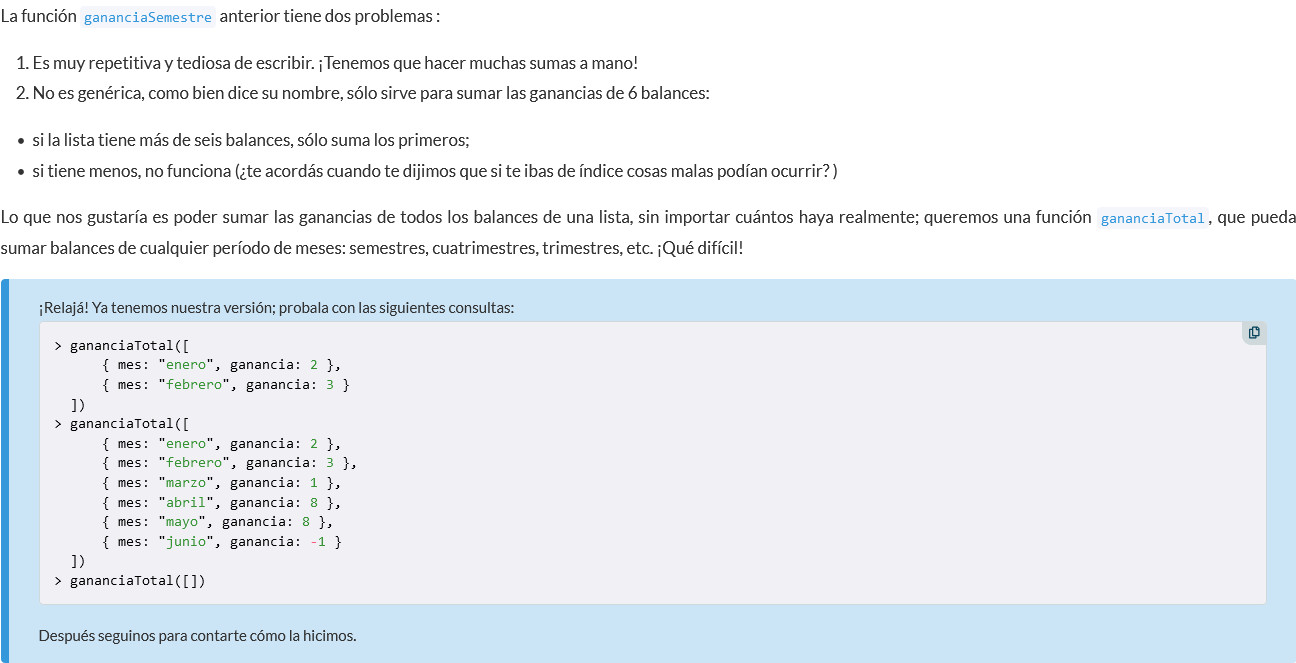 La función gananciaSemestre anterior tiene dos problemas :
1. Es muy repetitiva y tediosa de escribir. ¡Tenemos que hacer muchas sumas a mano!
2. No es genérica, como bien dice su nombre, sólo sirve para sumar las ganancias de 6 balances:
• si la lista tiene más de seis balances, sólo suma los primeros;
• si tiene menos, no funciona (¿te acordás cuando te dijimos que si te ibas de índice cosas malas podían ocurrir? )
Lo que nos gustaría es poder sumar las ganancias de todos los balances de una lista, sin importar cuántos haya realmente; queremos una función gananciaTotal, que pueda
sumar balances de cualquier período de meses: semestres, cuatrimestres, trimestres, etc. ¡Qué difícil!
¡Relajá! Ya tenemos nuestra versión; probala con las siguientes consultas:
> gananciaTotal([
{ mes: "enero", ganancia: 2 },
{ mes: "febrero", ganancia: 3 }
])
> gananciaTotal([
{ mes: "enero", ganancia: 2 },
{ mes: "febrero", ganancia: 3 },
{ mes: "marzo", ganancia: 1 },
{ mes: "abril", ganancia: 8 },
{ mes: "mayo", ganancia: 8 },
{ mes: "junio", ganancia: -1 }
])
> gananciaTotal([])
Después seguinos para contarte cómo la hicimos.